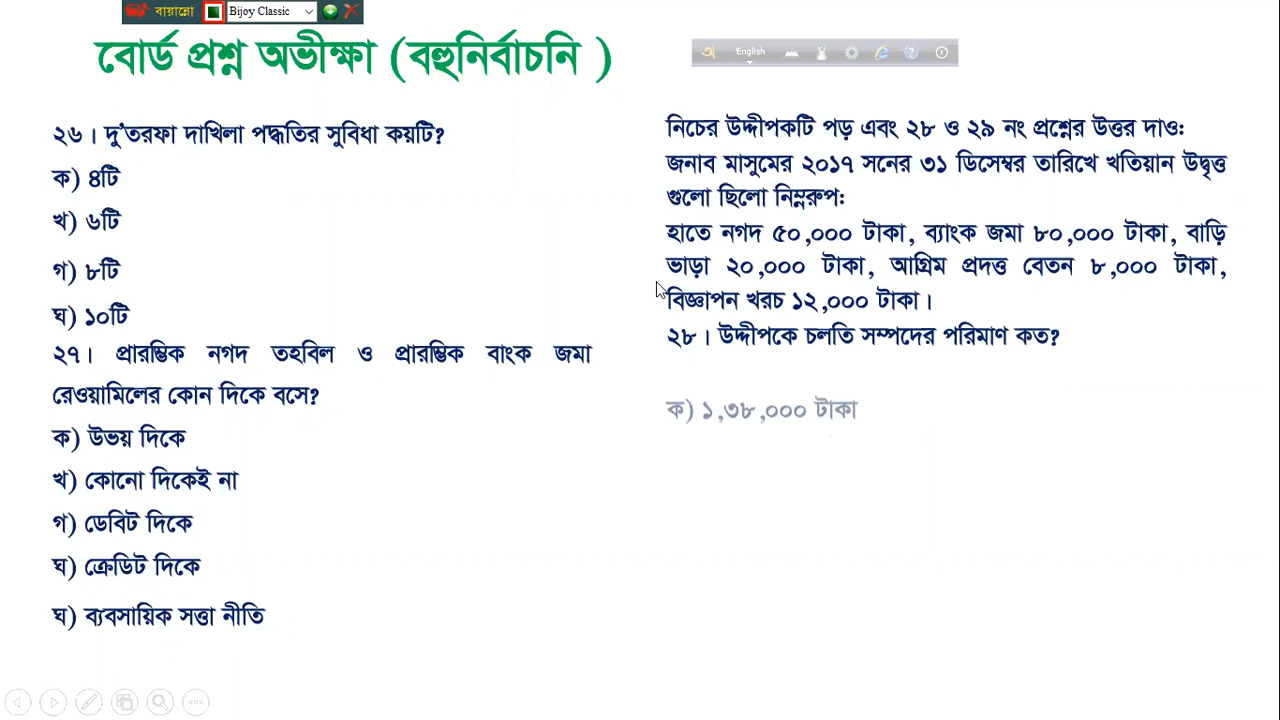 বায়ান্নো
Bijoy Classic
English
বোর্ড প্রশ্ন অভীক্ষা (বহুনির্বাচনি )
২৬। দু'তরফা দাখিলা পদ্ধতির সুবিধা কয়টি?
ক) ৪টি
খ) ৬টি
গ) ৮টি
ঘ) ১০টি
২৭। প্রারম্ভিক নগদ তহবিল ও প্রারম্ভিক বাংক জমা
রেওয়ামিলের কোন দিকে বসে?
ক) উভয় দিকে
খ) কোনো দিকেই না
গ) ডেবিট দিকে
ঘ) ক্রেডিট দিকে
ঘ) ব্যবসায়িক সত্তা নীতি
নিচের উদ্দীপকটি পড় এবং ২৮ ও ২৯ নং প্রশ্নের উত্তর দাও:
জনাব মাসুমের ২০১৭ সনের ৩১ ডিসেম্বর তারিখে খতিয়ান উদ্বৃত্ত
গুলো ছিলো নিম্নরুপ:
হাতে নগদ ৫০,০০০ টাকা, ব্যাংক জমা ৮০,০০০ টাকা, বাড়ি
ভাড়া ২০,০০০ টাকা, আগ্রিম প্রদত্ত বেতন ৮,০০০ টাকা,
বিজ্ঞাপন খরচ ১২,০০০ টাকা।
২৮। উদ্দীপকে চলতি সম্পদের পরিমাণ কত?
ক) ১,৩৮,০০০ টাকা